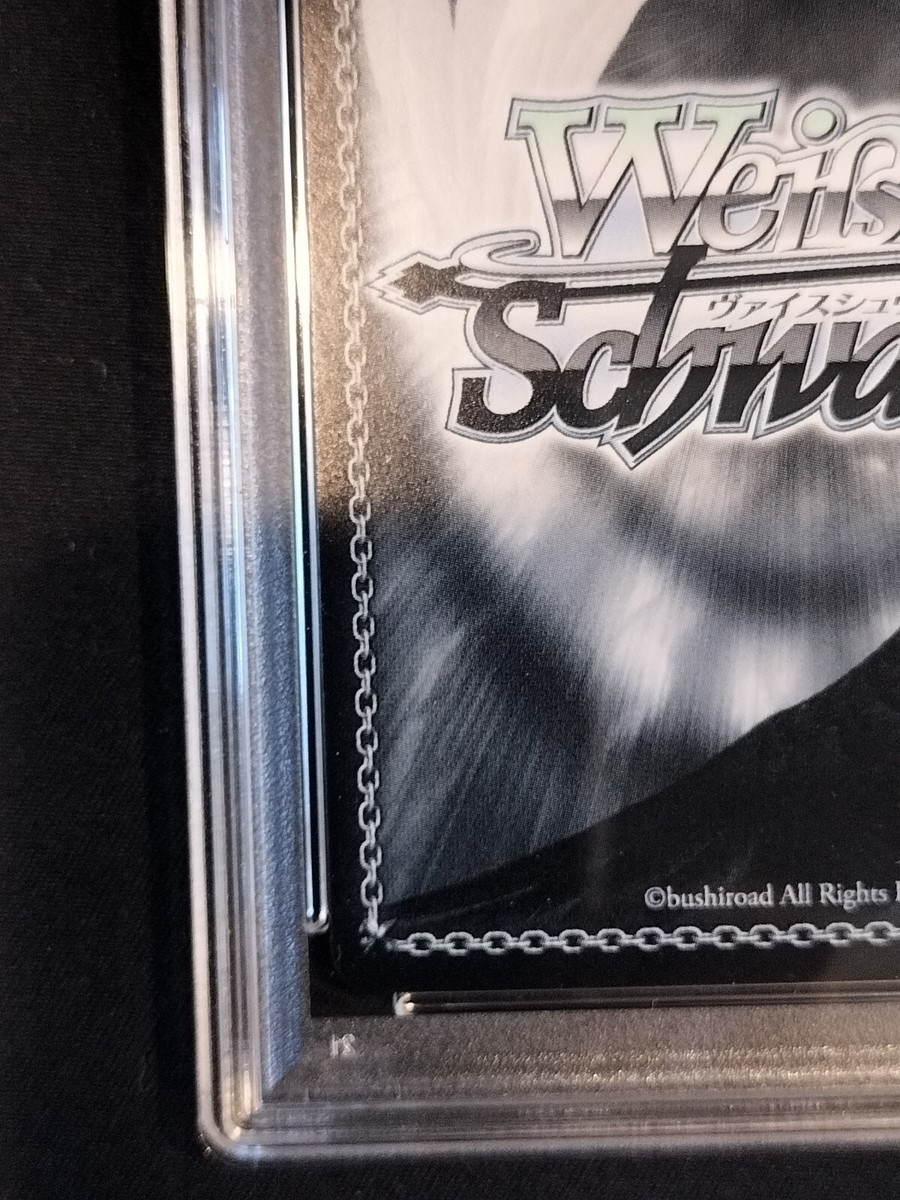 Weiß
ヴァイスシュ
Schwa
©bushiroad All Rights